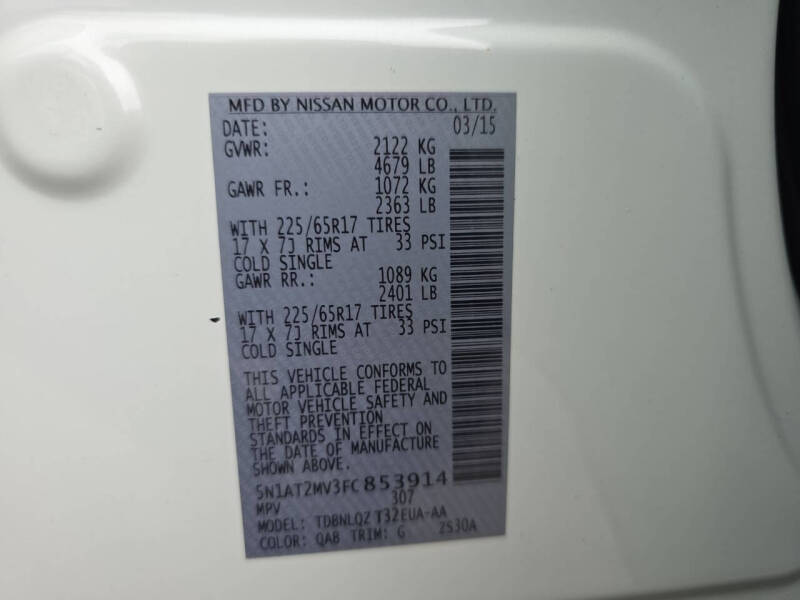 MFD BY NISSAN MOTOR CO., LTD.
DATE: 03/15
GVWR: 2122 KG
4679 LB
GAWR FR.: 1072 KG
2363 LB
WITH 225/65R17 TIRES
17 X 7J RIMS AT 33 PSI
COLD SINGLE
GAWR RR.: 1089 KG
2401 LB
WITH 225/65R17 TIRES
17 X 7J RIMS AT 33 PSI
COLD SINGLE
THIS VEHICLE CONFORMS TO
ALL APPLICABLE FEDERAL
MOTOR VEHICLE SAFETY AND
THEFT PREVENTION
STANDARDS IN EFFECT ON
THE DATE OF MANUFACTURE
SHOWN ABOVE.
5N1AT2MV3FC853914
MPV 307
MODEL: TDBNLQZ T32EUA-AA
COLOR: QAB TRIM: G 2S30A